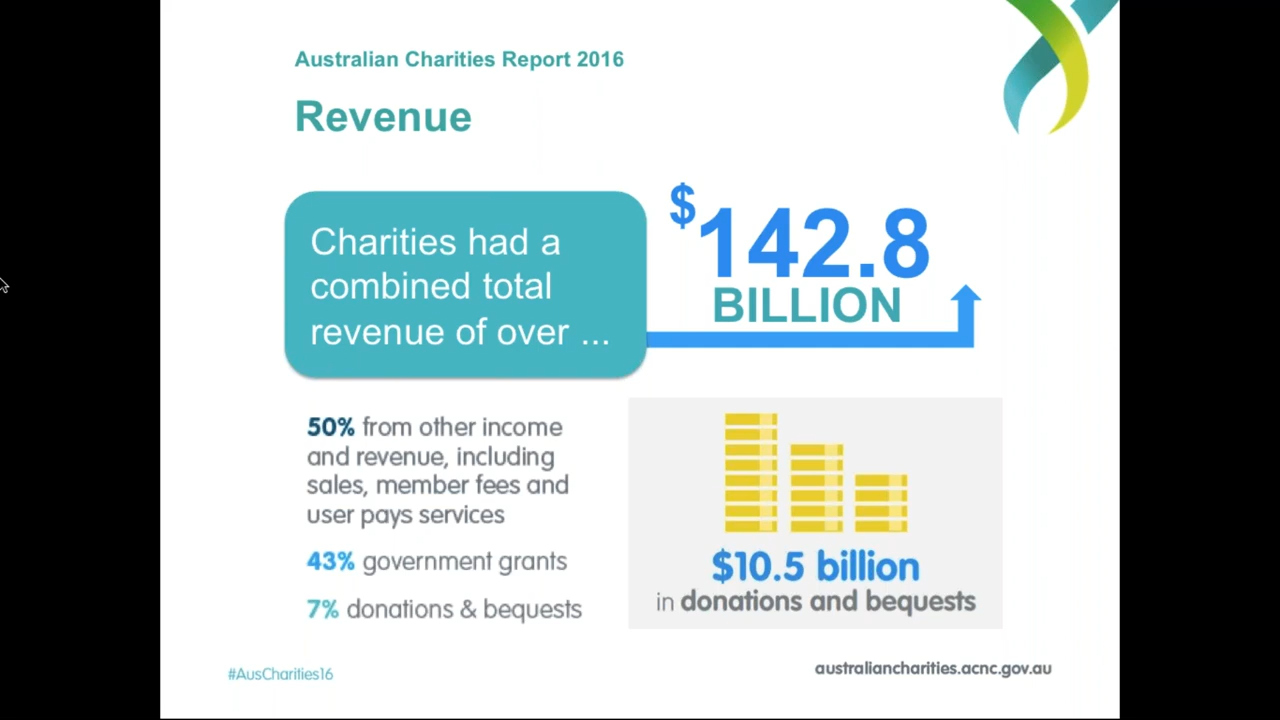 Australian Charities Report 2016
Revenue
Charities had a
combined total
revenue of over ...
$142.8
BILLION
50% from other income
and revenue, including
sales, member fees and
user pays services
43% government grants
7% donations & bequests
$10.5 billion
in donations and bequests
#AusCharities16
australiancharities.acnc.gov.au